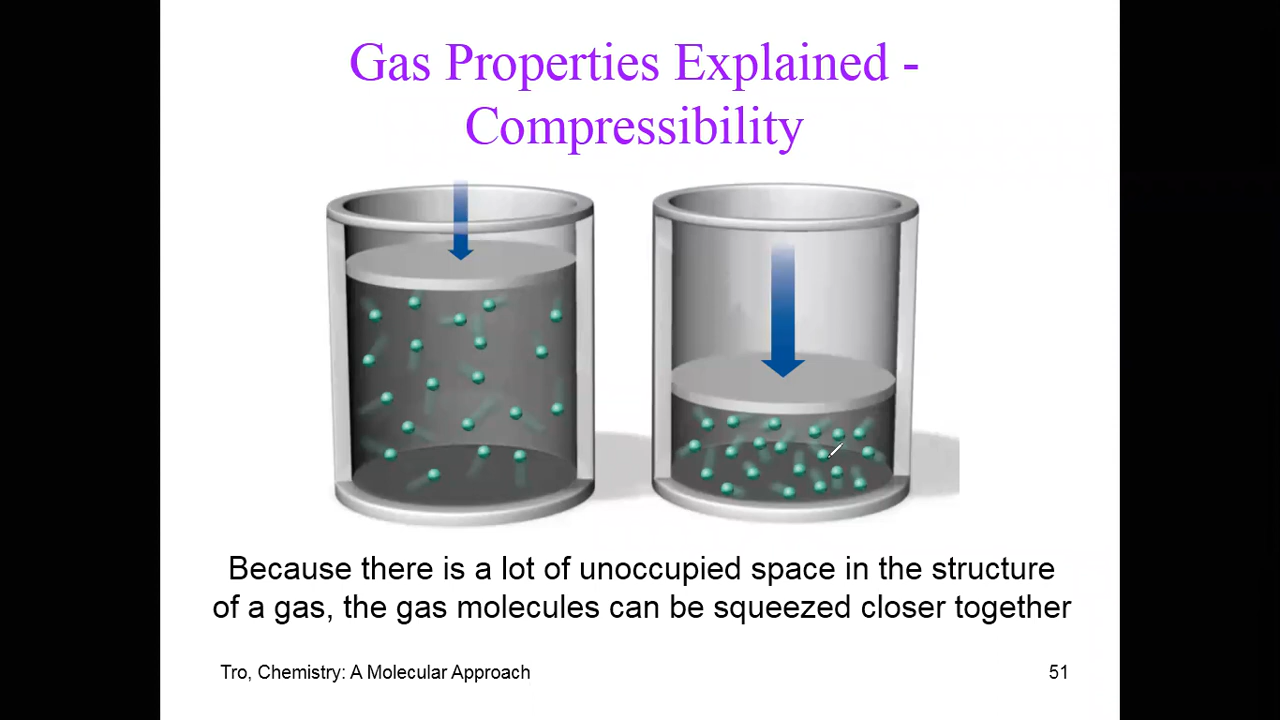 Gas Properties Explained -
Compressibility
Because there is a lot of unoccupied space in the structure
of a gas, the gas molecules can be squeezed closer together
Tro, Chemistry: A Molecular Approach
51